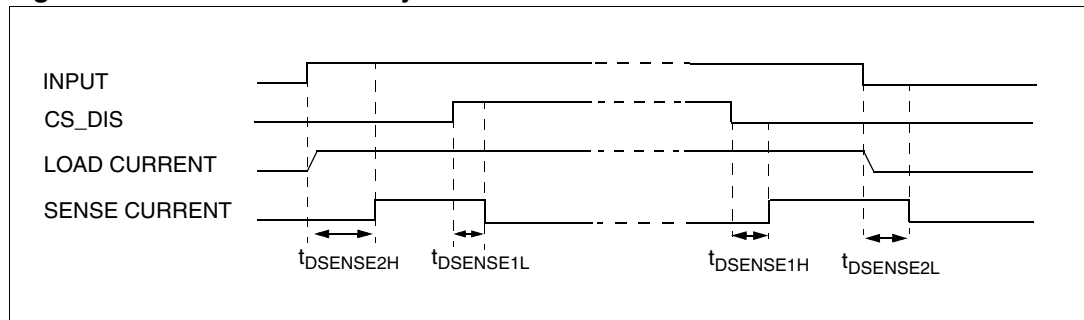 INPUT
CS_DIS
LOAD CURRENT
SENSE CURRENT
tDSENSE2H
tDSENSE1L
tDSENSE1H
tDSENSE2L